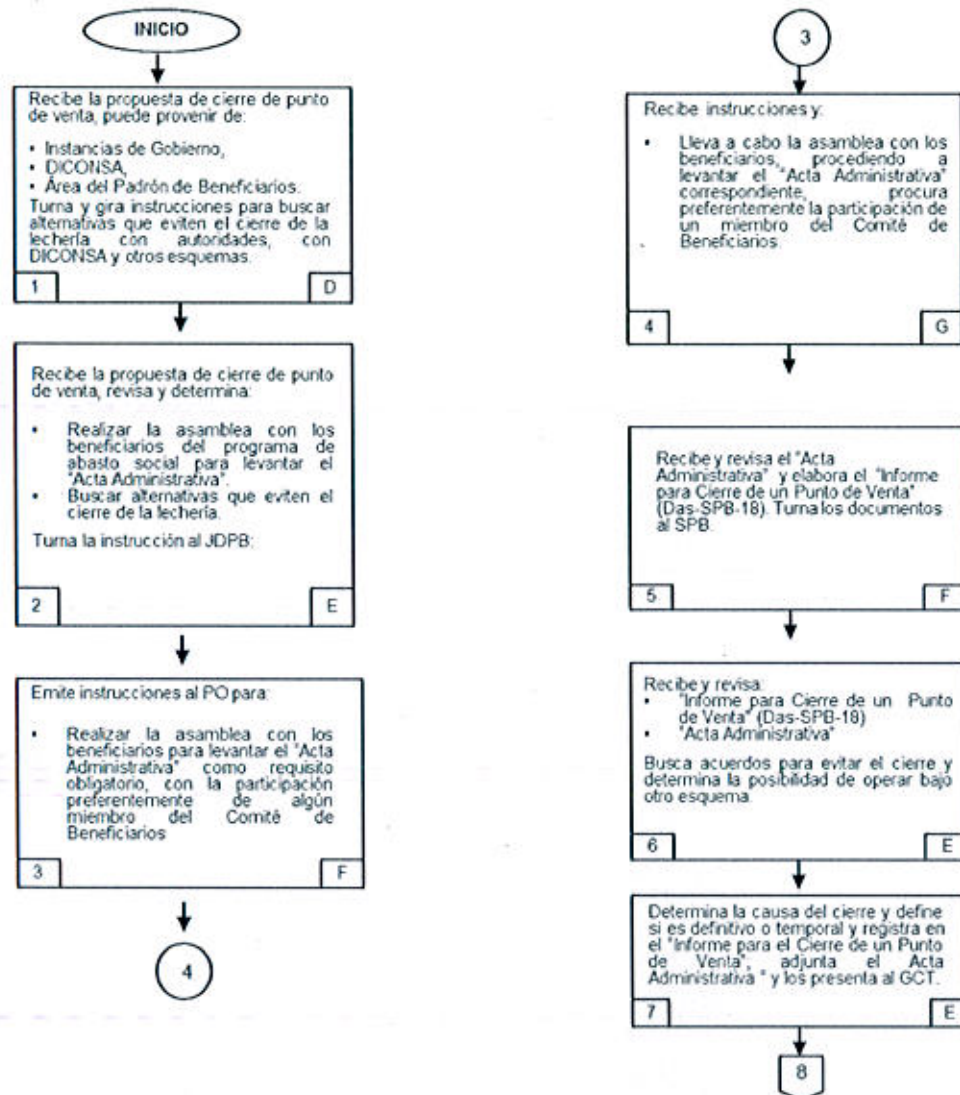 INICIO
Recibe la propuesta de cierre de punto
de venta, puede provenir de:
• Instancias de Gobierno,
• DICONSA,
• Área del Padrón de Beneficiarios.
Turna y gira instrucciones para buscar
alternativas que eviten el cierre de la
lechería con autoridades, con
DICONSA y otros esquemas.
1
D
Recibe la propuesta de cierre de punto
de venta, revisa y determina:
• Realizar la asamblea con los
beneficiarios del programa de
abasto social para levantar el
"Acta Administrativa".
• Buscar alternativas que eviten el
cierre de la lechería.
Turna la instrucción al JDPB:
2
E
Emite instrucciones al PO para:
• Realizar la asamblea con los
beneficiarios para levantar el "Acta
Administrativa" como requisito
obligatorio, con la participación
preferentemente de algún
miembro del Comité de
Beneficiarios
3
F
4
3
Recibe instrucciones y:
• Lleva a cabo la asamblea con los
beneficiarios, procediendo a
levantar el "Acta Administrativa"
correspondiente, procura
preferentemente la participación de
un miembro del Comité de
Beneficiarios.
4
G
Recibe y revisa el "Acta
Administrativa" y elabora el "Informe
para Cierre de un Punto de Venta"
(Das-SPB-18). Turna los documentos
al SPB.
5
F
Recibe y revisa:
• "Informe para Cierre de un Punto
de Venta" (Das-SPB-18)
• "Acta Administrativa"
Busca acuerdos para evitar el cierre y
determina la posibilidad de operar bajo
otro esquema.
6
E
Determina la causa del cierre y define
si es definitivo o temporal y registra en
el "Informe para el Cierre de un Punto
de Venta", adjunta el Acta
Administrativa " y los presenta al GCT.
7
E
8